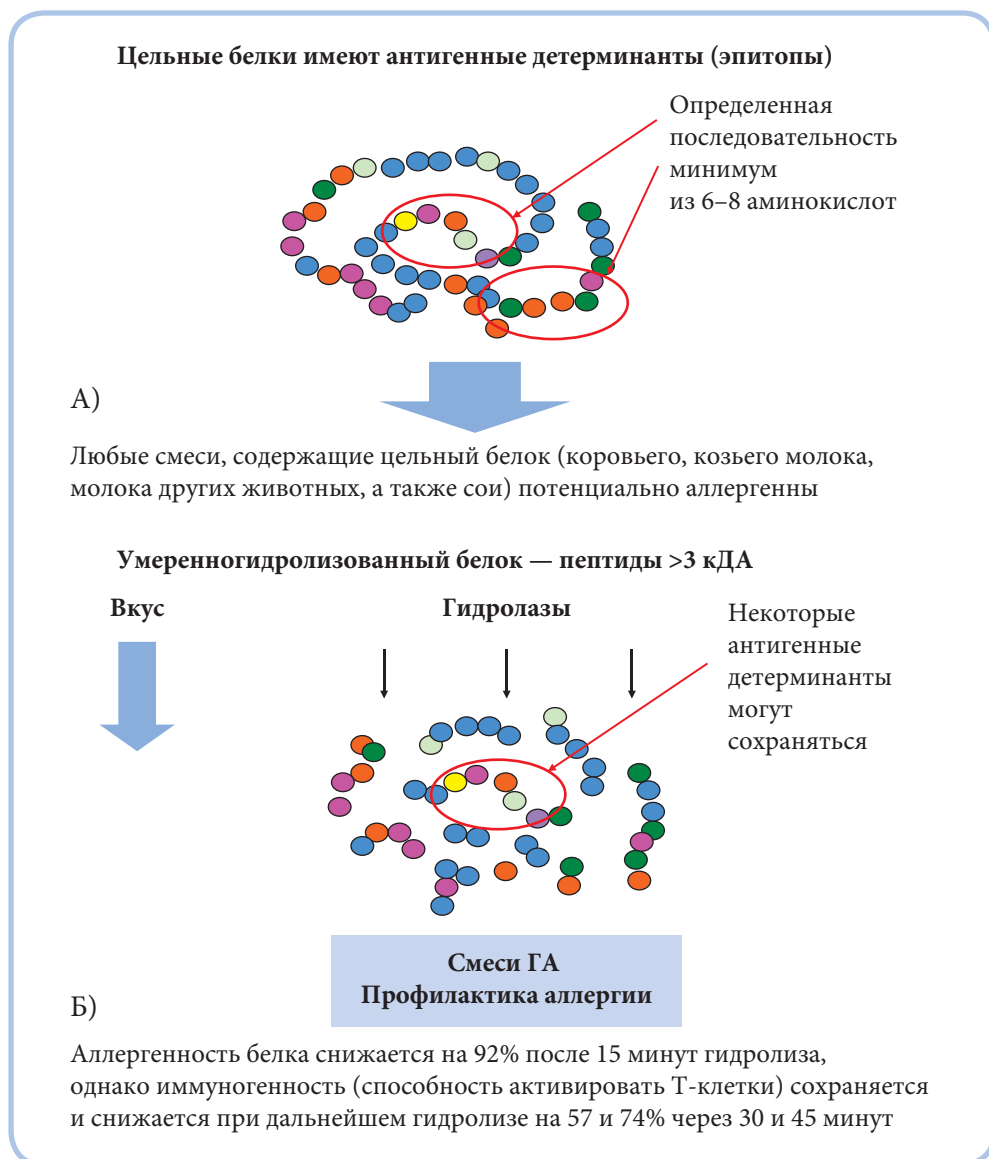 Цельные белки имеют антигенные детерминанты (эпитопы)
Определенная
последовательность
минимум
из 6–8 аминокислот
А)
Любые смеси, содержащие цельный белок (коровьего, козьего молока,
молока других животных, а также сои) потенциально аллергенны
Умеренногидролизованный белок — пептиды >3 кДА
Вкус
Гидролазы
Некоторые
антигенные
детерминанты
могут
сохраняться
Смеси ГА
Профилактика аллергии
Б)
Аллергенность белка снижается на 92% после 15 минут гидролиза,
однако иммуногенность (способность активировать Т-клетки) сохраняется
и снижается при дальнейшем гидролизе на 57 и 74% через 30 и 45 минут